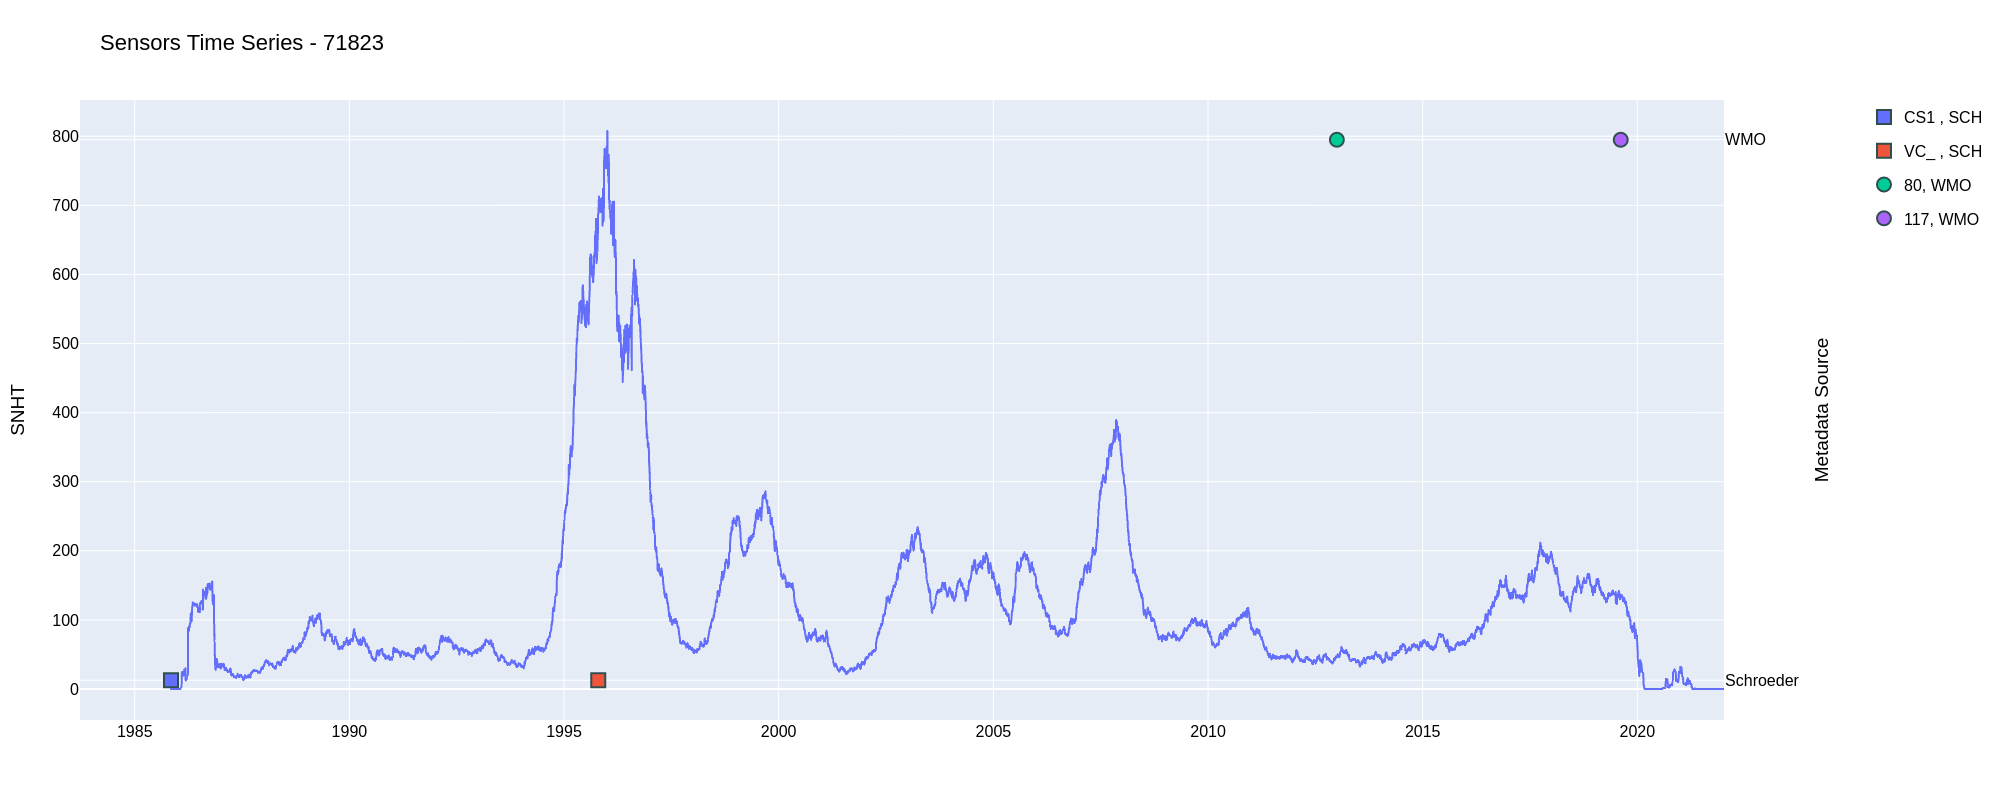 Sensors Time Series - 71823
800
700
600
500
400
300
200
100
0
SNHT
1985
1990
1995
2000
2005
2010
2015
2020
WMO
Schroeder
Metadata Source
CS1 , SCH
VC_ , SCH
80, WMO
117, WMO